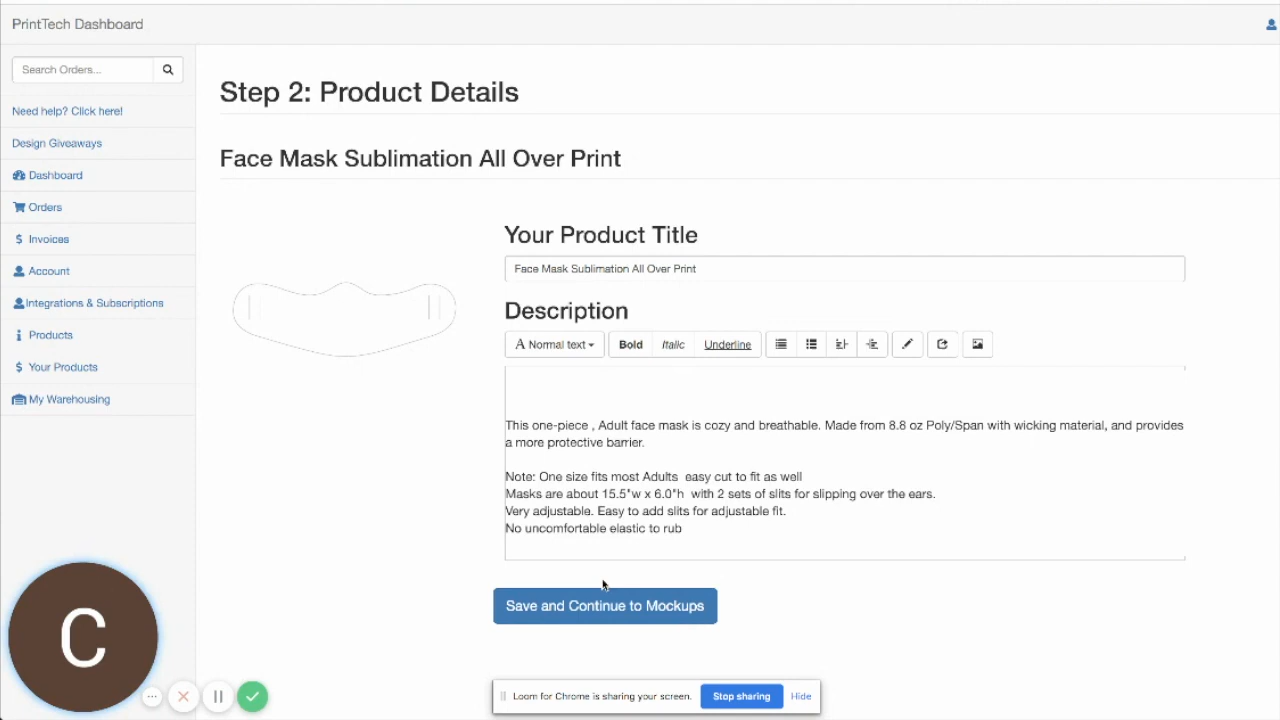 PrintTech Dashboard
Search Orders...
Need help? Click here!
Design Giveaways
Dashboard
Orders
$ Invoices
Account
Integrations & Subscriptions
Products
$ Your Products
My Warehousing
Step 2: Product Details
Face Mask Sublimation All Over Print
Your Product Title
Face Mask Sublimation All Over Print
Description
A Normal text Bold Italic Underline
This one-piece , Adult face mask is cozy and breathable. Made from 8.8 oz Poly/Span with wicking material, and provides
a more protective barrier.
Note: One size fits most Adults easy cut to fit as well
Masks are about 15.5"w x 6.0"h with 2 sets of slits for slipping over the ears.
Very adjustable. Easy to add slits for adjustable fit.
No uncomfortable elastic to rub
Save and Continue to Mockups
C
Loom for Chrome is sharing your screen. Stop sharing Hide